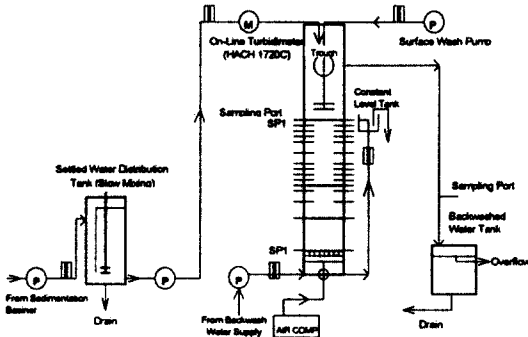 M
P
On-Line Turbidimeter
(HACH 1720C)
Trough
Surface Wash Pump
Constant
Level Tank
Sampling Port
SP1
Settled Water Distribution
Tank (Slow Mixing)
Sampling Port
Backwashed
Water Tank
SP1
P
P
P
Overflow
From Sedimentation
Drain
From Backwash
Water Supply
AIR COMP
Drain